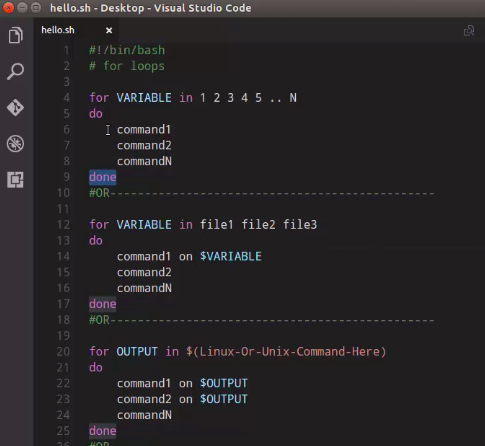 hello.sh - Desktop - Visual Studio Code
hello.sh
1 #!/bin/bash
2 # for loops
3
4 for VARIABLE in 1 2 3 4 5 .. N
5 do
6     command1
7     command2
8     commandN
9 done
10 #OR----------------------------------------------
11
12 for VARIABLE in file1 file2 file3
13 do
14     command1 on $VARIABLE
15     command2
16     commandN
17 done
18 #OR----------------------------------------------
19
20 for OUTPUT in $(Linux-Or-Unix-Command-Here)
21 do
22     command1 on $OUTPUT
23     command2 on $OUTPUT
24     commandN
25 done
26 #OR----------------------------------------------